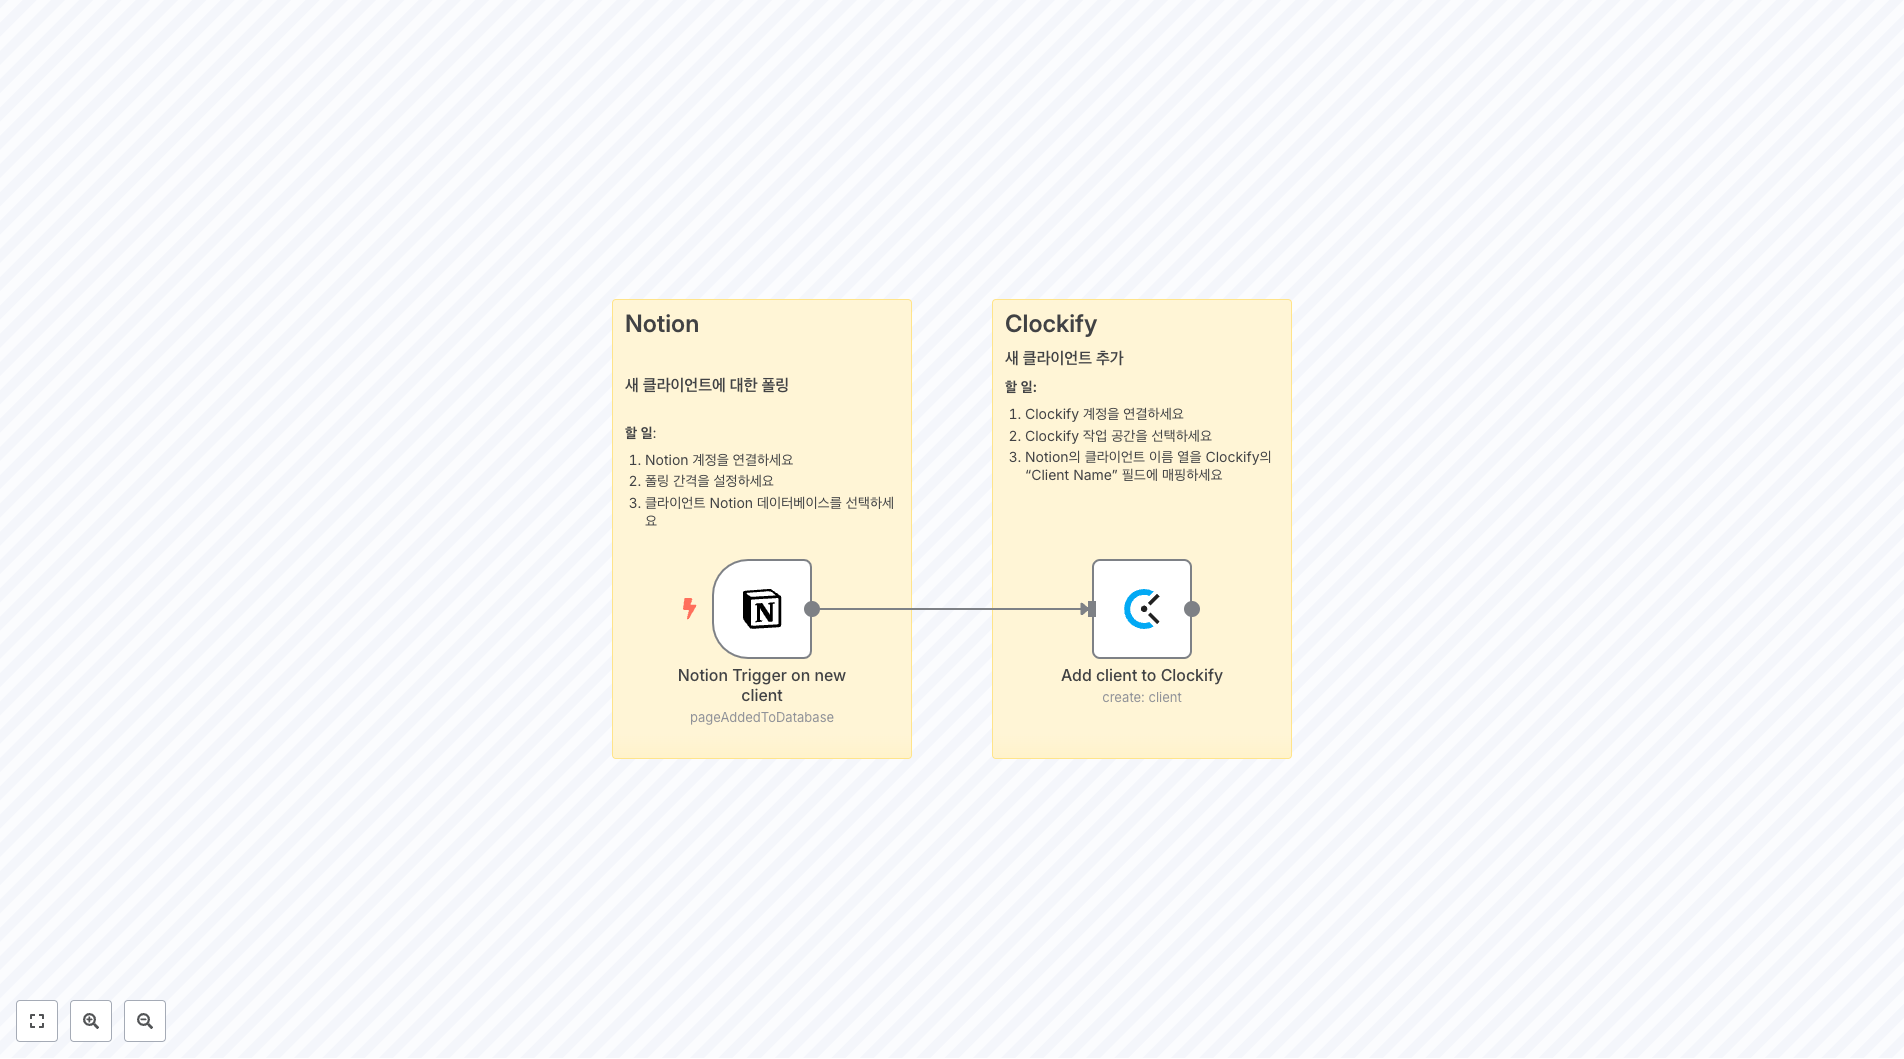 Notion
새 클라이언트에 대한 폴링
할 일:
1. Notion 계정을 연결하세요
2. 폴링 간격을 설정하세요
3. 클라이언트 Notion 데이터베이스를 선택하세
요
N
Notion Trigger on new
client
pageAddedToDatabase
Clockify
새 클라이언트 추가
할 일:
1. Clockify 계정을 연결하세요
2. Clockify 작업 공간을 선택하세요
3. Notion의 클라이언트 이름 열을 Clockify의
“Client Name” 필드에 매핑하세요
Add client to Clockify
create: client